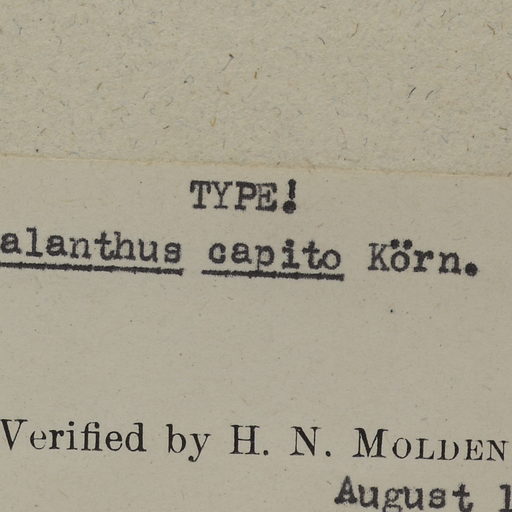 TYPE!
alanthus capito Körn.
Verified by H. N. MOLDEN
August 1